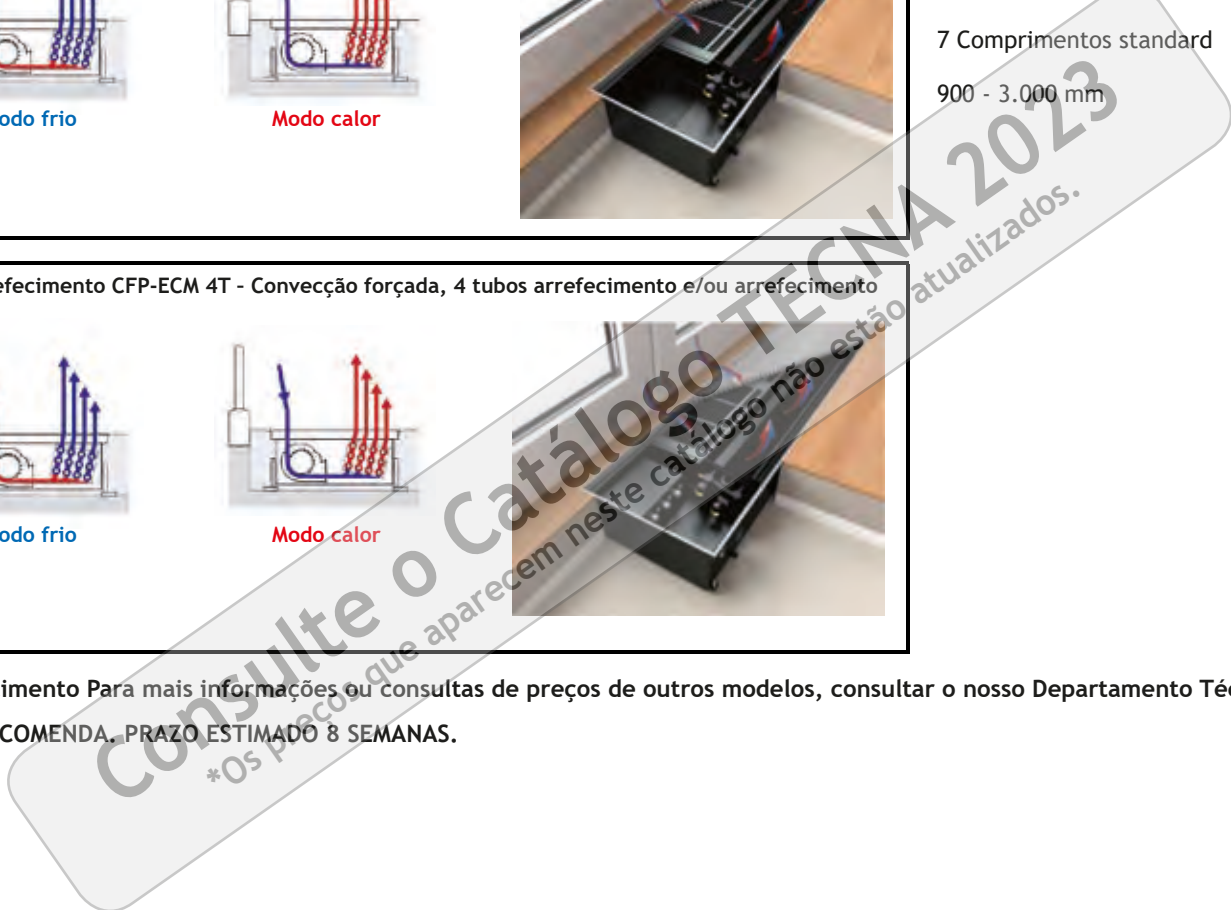 7 Comprimentos standard
900 - 3.000 mm
odo frio
Modo calor
efecimento CFP-ECM 4T - Convecção forçada, 4 tubos arrefecimento e/ou arrefecimento
odo frio
Modo calor
imento Para mais informações ou consultas de preços de outros modelos, consultar o nosso Departamento Té
COMENDA. PRAZO ESTIMADO 8 SEMANAS.
Consulte o Catálogo TECNA 2023
*Os preços que aparecem neste catálogo não estão atualizados.